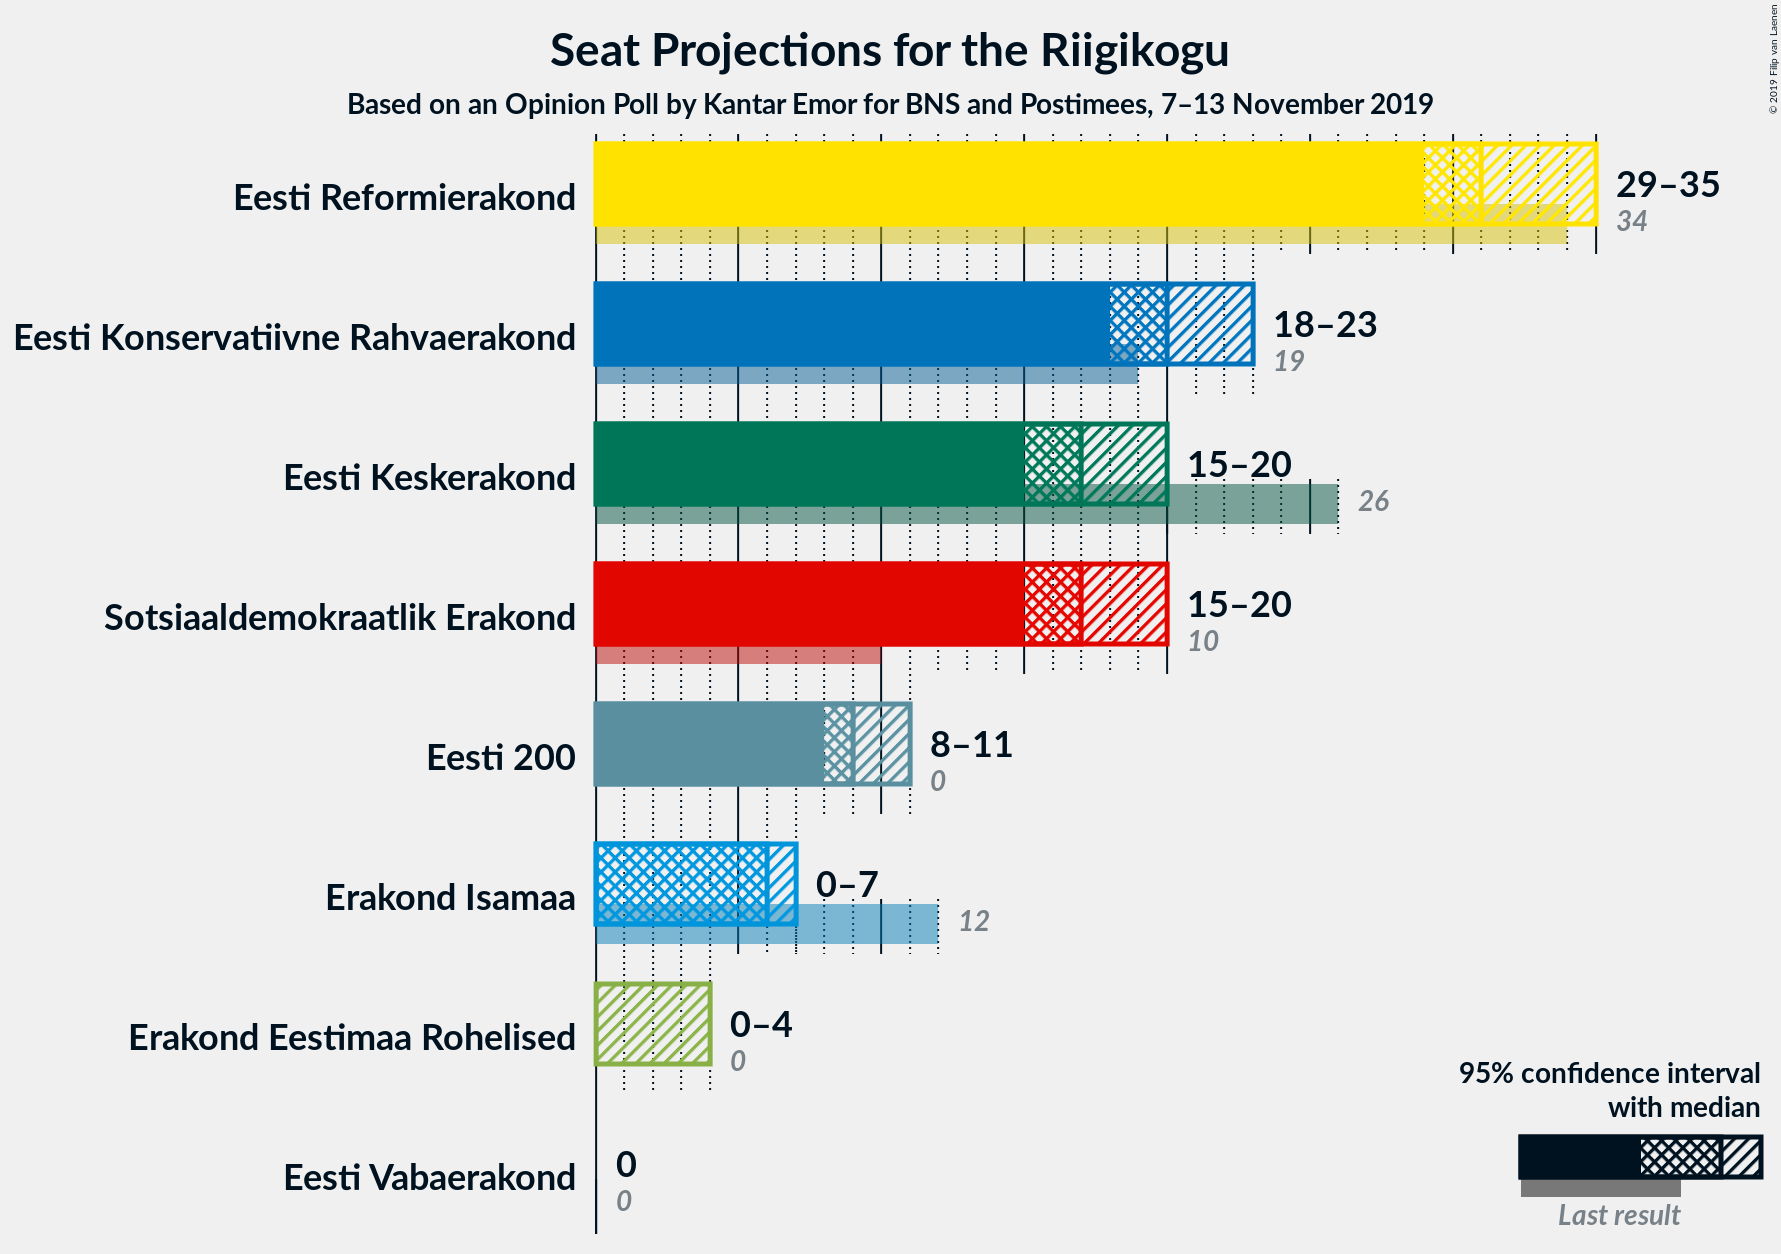 Seat Projections for the Riigikogu
Based on an Opinion Poll by Kantar Emor for BNS and Postimees, 7–13 November 2019
© 2019 Filip van Laenen
Eesti Reformierakond
29–35
34
Eesti Konservatiivne Rahvaerakond
18–23
19
Eesti Keskerakond
15–20
26
Sotsiaaldemokraatlik Erakond
15–20
10
Eesti 200
8–11
0
Erakond Isamaa
0–7
12
Erakond Eestimaa Rohelised
0–4
0
Eesti Vabaerakond
0
0
95% confidence interval
with median
Last result